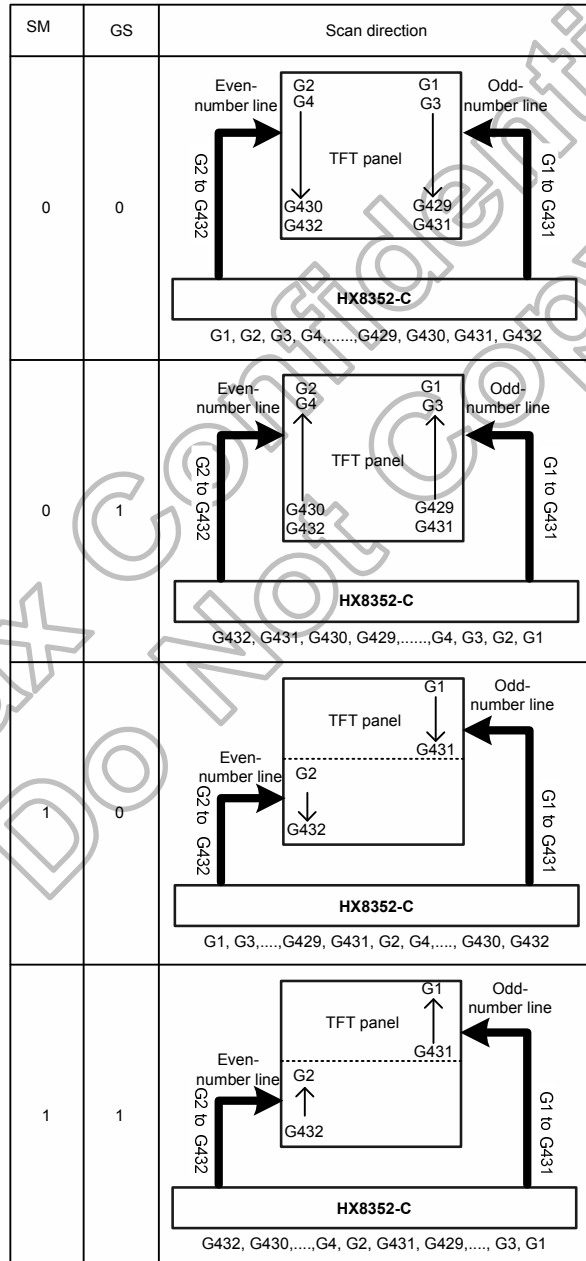 SM GS Scan direction
Even-number line G2 G1 Odd-number line
G4 G3
TFT panel
G2 to G432 G1 to G431
0 0
G430 G429
G432 G431
HX8352-C
G1, G2, G3, G4,......,G429, G430, G431, G432
Even-number line G2 G1 Odd-number line
G4 G3
TFT panel
G2 to G432 G1 to G431
0 1
G430 G429
G432 G431
HX8352-C
G432, G431, G430, G429,......,G4, G3, G2, G1
G1 Odd-number line
TFT panel
G431
Even-number line G2
1 0
G2 to G432 G1 to G431
G432
HX8352-C
G1, G3,....,G429, G431, G2, G4,...., G430, G432
G1 Odd-number line
TFT panel
G431
Even-number line G2
1 1
G2 to G432 G1 to G431
G432
HX8352-C
G432, G430,....,G4, G2, G431, G429,...., G3, G1
Do Not